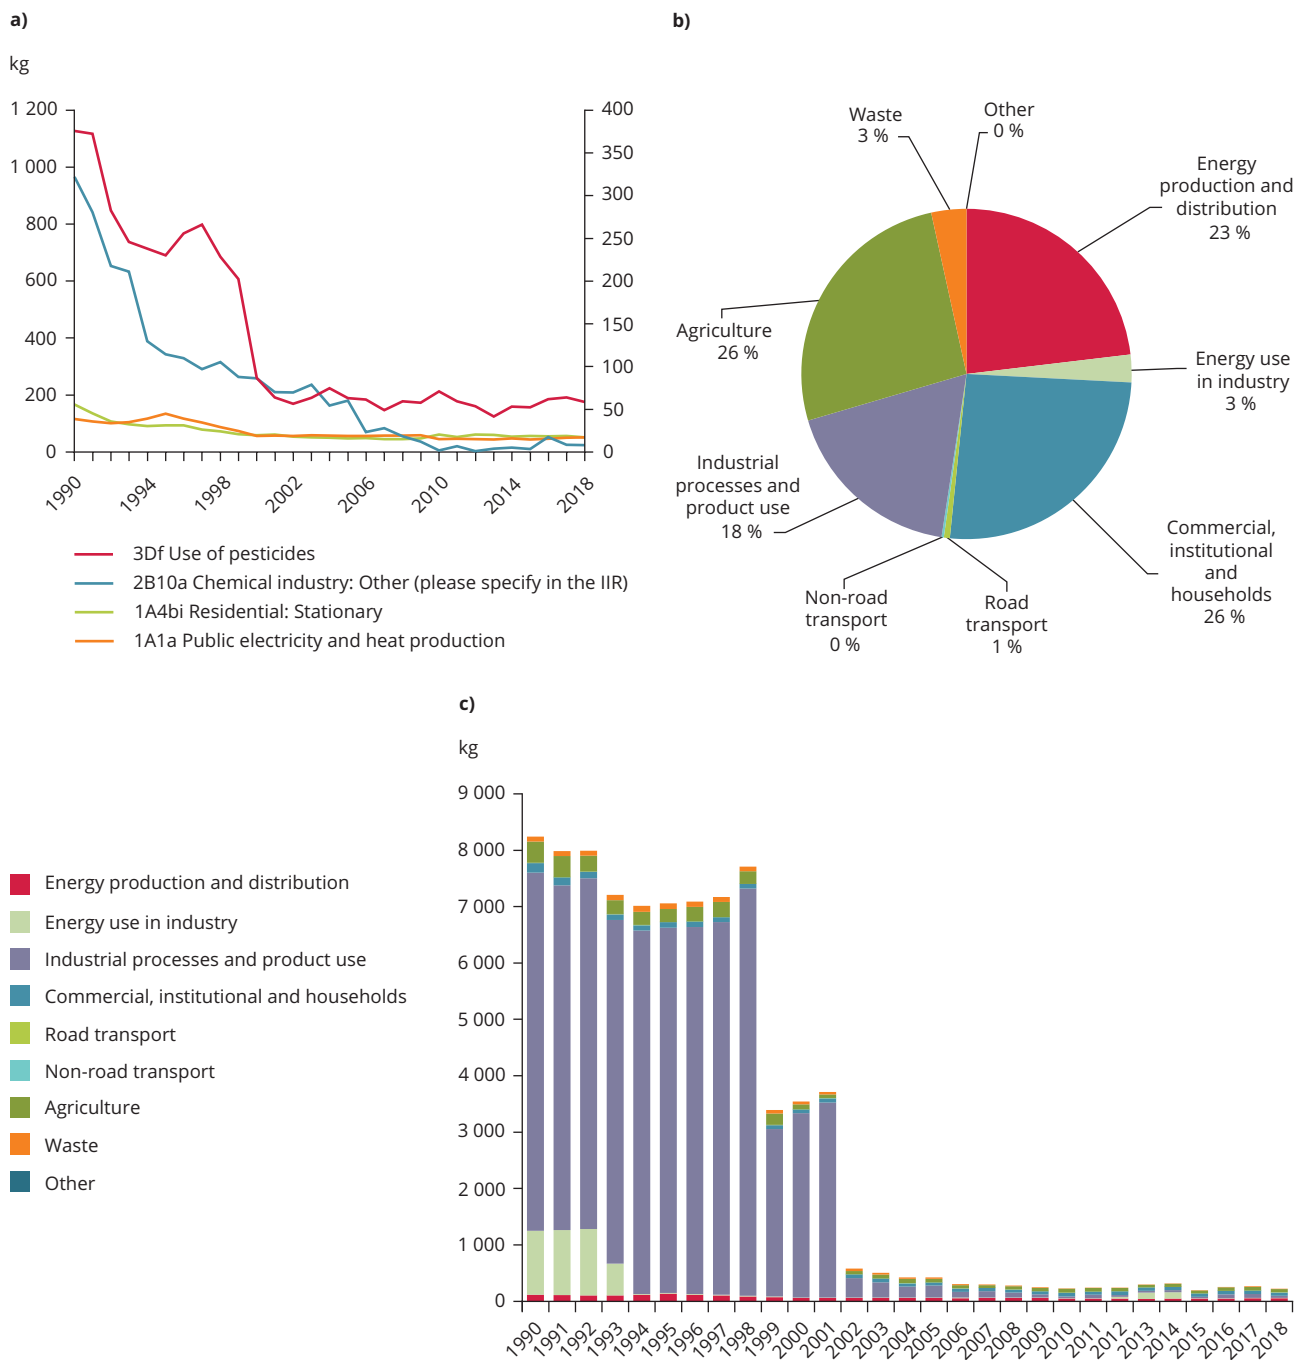 a)
kg
1 200
1 000
800
600
400
200
0
400
350
300
250
200
150
100
50
0
1990
1994
1998
2002
2006
2010
2014
2018
3Df Use of pesticides
2B10a Chemical industry: Other (please specify in the IIR)
1A4bi Residential: Stationary
1A1a Public electricity and heat production
b)
Other
0 %
Waste
3 %
Energy
production and
distribution
23 %
Agriculture
26 %
Energy use
in industry
3 %
Industrial
processes and
product use
18 %
Commercial,
institutional
and
households
26 %
Non-road
transport
0 %
Road
transport
1 %
c)
kg
9 000
8 000
7 000
6 000
5 000
4 000
3 000
2 000
1 000
0
1990
1991
1992
1993
1994
1995
1996
1997
1998
1999
2000
2001
2002
2003
2004
2005
2006
2007
2008
2009
2010
2011
2012
2013
2014
2015
2016
2017
2018
Energy production and distribution
Energy use in industry
Industrial processes and product use
Commercial, institutional and households
Road transport
Non-road transport
Agriculture
Waste
Other